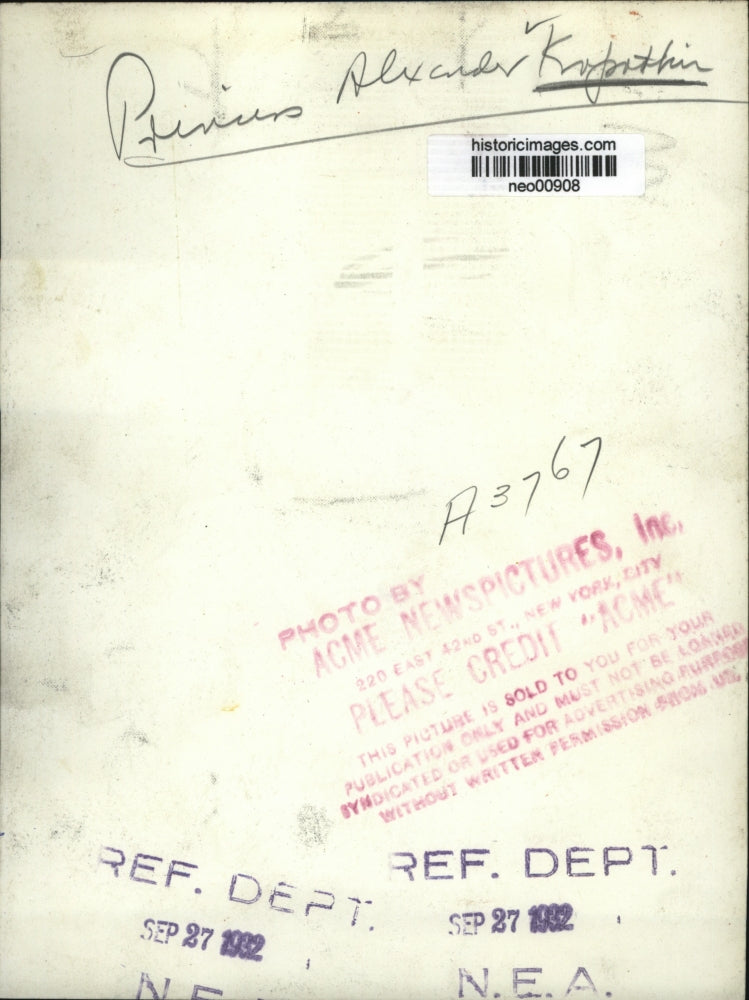 Princess Alexander Kropotkin
historicimages.com
neo00908
A3767
PHOTO BY
ACME NEWSPICTURES, Inc.
220 EAST 42ND ST., NEW YORK, CITY
PLEASE CREDIT "ACME"
THIS PICTURE IS SOLD TO YOU FOR YOUR
PUBLICATION ONLY AND MUST NOT BE LOANED
SYNDICATED OR USED FOR ADVERTISING PURPOSE
WITHOUT WRITTEN PERMISSION FROM US.
REF. DEPT.
SEP 27 1932
N E
REF. DEPT.
SEP 27 1932
N.E.A.